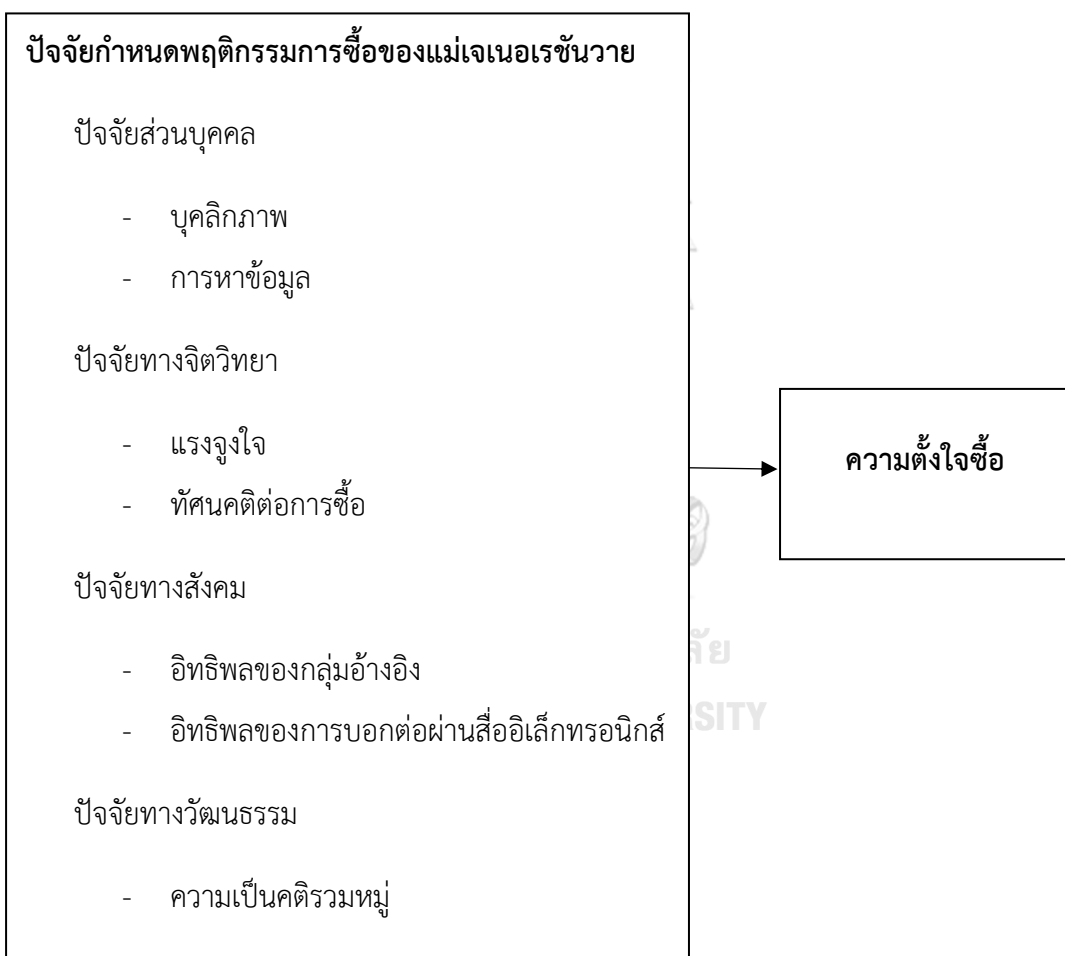 ปัจจัยกำหนดพฤติกรรมการซื้อของแม่เจเนอเรชันวาย
ปัจจัยส่วนบุคคล
- บุคลิกภาพ
- การหาข้อมูล
ปัจจัยทางจิตวิทยา
- แรงจูงใจ
- ทัศนคติต่อการซื้อ
ปัจจัยทางสังคม
- อิทธิพลของกลุ่มอ้างอิง
- อิทธิพลของการบอกต่อผ่านสื่ออิเล็กทรอนิกส์
ปัจจัยทางวัฒนธรรม
- ความเป็นคติรวมหมู่
ความตั้งใจซื้อ
ลัย
SITY